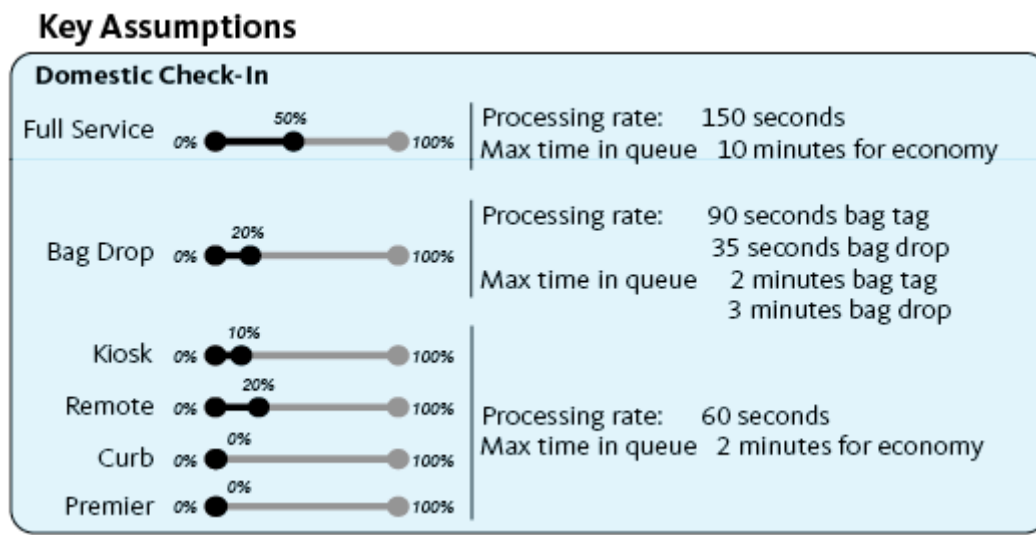 Key Assumptions
Domestic Check-In
Full Service 0% 50% 100%
Processing rate: 150 seconds
Max time in queue 10 minutes for economy
Bag Drop 0% 20% 100%
Processing rate: 90 seconds bag tag
35 seconds bag drop
Max time in queue 2 minutes bag tag
3 minutes bag drop
Kiosk 0% 10% 100%
Remote 0% 20% 100%
Curb 0% 0% 100%
Premier 0% 0% 100%
Processing rate: 60 seconds
Max time in queue 2 minutes for economy